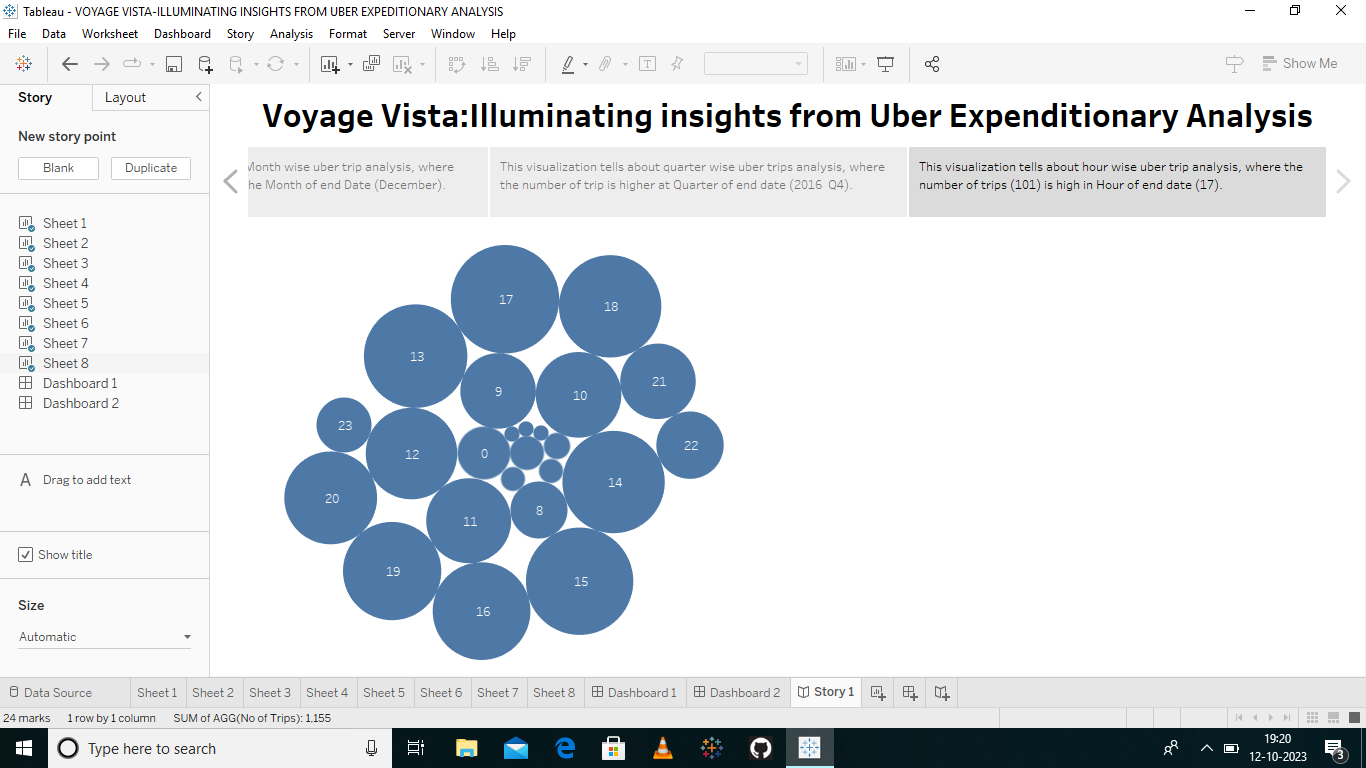 Tableau - VOYAGE VISTA-ILLUMINATING INSIGHTS FROM UBER EXPEDITIONARY ANALYSIS
File Data Worksheet Dashboard Story Analysis Format Server Window Help
Show Me
Story Layout
New story point
Blank Duplicate
Sheet 1
Sheet 2
Sheet 3
Sheet 4
Sheet 5
Sheet 6
Sheet 7
Sheet 8
Dashboard 1
Dashboard 2
A Drag to add text
Show title
Size
Automatic
Voyage Vista:Illuminating insights from Uber Expenditionary Analysis
Month wise uber trip analysis, where
he Month of end Date (December).
This visualization tells about quarter wise uber trips analysis, where
the number of trip is higher at Quarter of end date (2016 Q4).
This visualization tells about hour wise uber trip analysis, where the
number of trips (101) is high in Hour of end date (17).
17
18
13
21
9
10
23
22
12
0
14
20
8
11
19
15
16
Data Source Sheet 1 Sheet 2 Sheet 3 Sheet 4 Sheet 5 Sheet 6 Sheet 7 Sheet 8 Dashboard 1 Dashboard 2 Story 1
24 marks 1 row by 1 column SUM of AGG(No of Trips): 1,155
Type here to search
19:20
12-10-2023
3